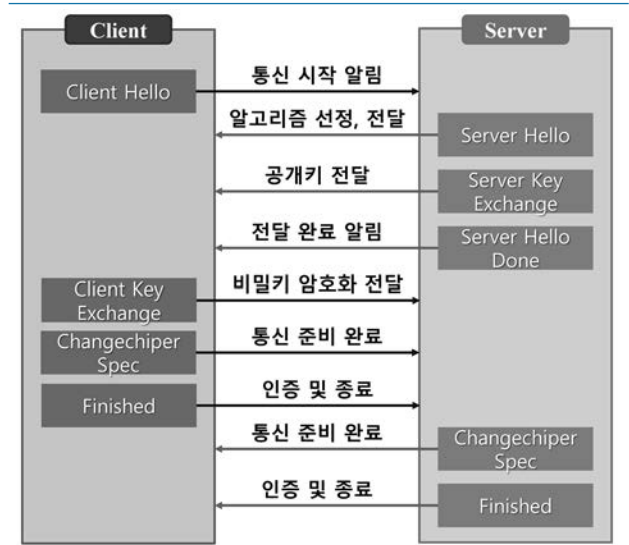 Client
Server
Client Hello
통신 시작 알림
알고리즘 선정, 전달
Server Hello
공개키 전달
Server Key
Exchange
전달 완료 알림
Server Hello
Done
Client Key
Exchange
비밀키 암호화 전달
Changechiper
Spec
통신 준비 완료
Finished
인증 및 종료
통신 준비 완료
Changechiper
Spec
인증 및 종료
Finished